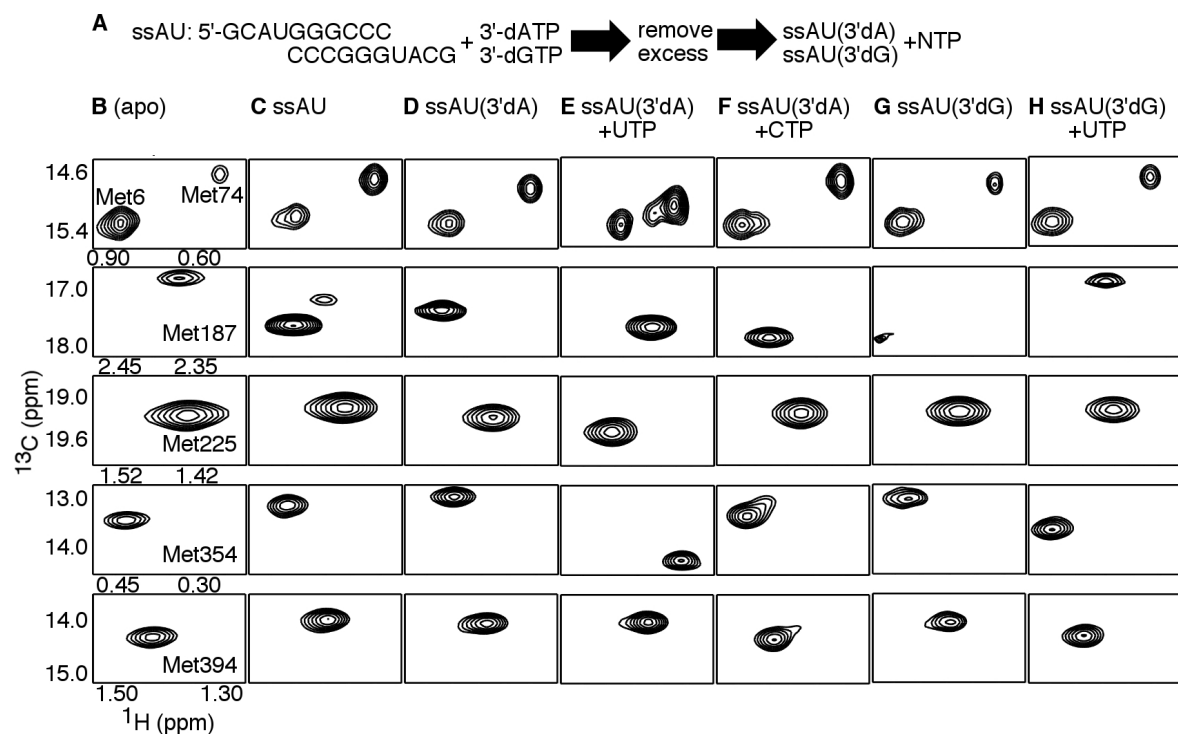 A ssAU: 5'-GCAUGGGCCC
CCCGGGUACG
+ 3'-dATP
3'-dGTP
remove
excess
ssAU(3'dA)
ssAU(3'dG)
+NTP
B (apo) C ssAU D ssAU(3'dA) E ssAU(3'dA) F ssAU(3'dA) G ssAU(3'dG) H ssAU(3'dG)
+UTP +CTP +UTP
14.6
Met6 Met74
15.4
0.90 0.60
17.0
Met187
18.0
2.45 2.35
19.0
19.6
Met225
1.52 1.42
13.0
14.0
Met354
0.45 0.30
14.0
Met394
15.0
1.50 1.30
1H (ppm)
13C (ppm)